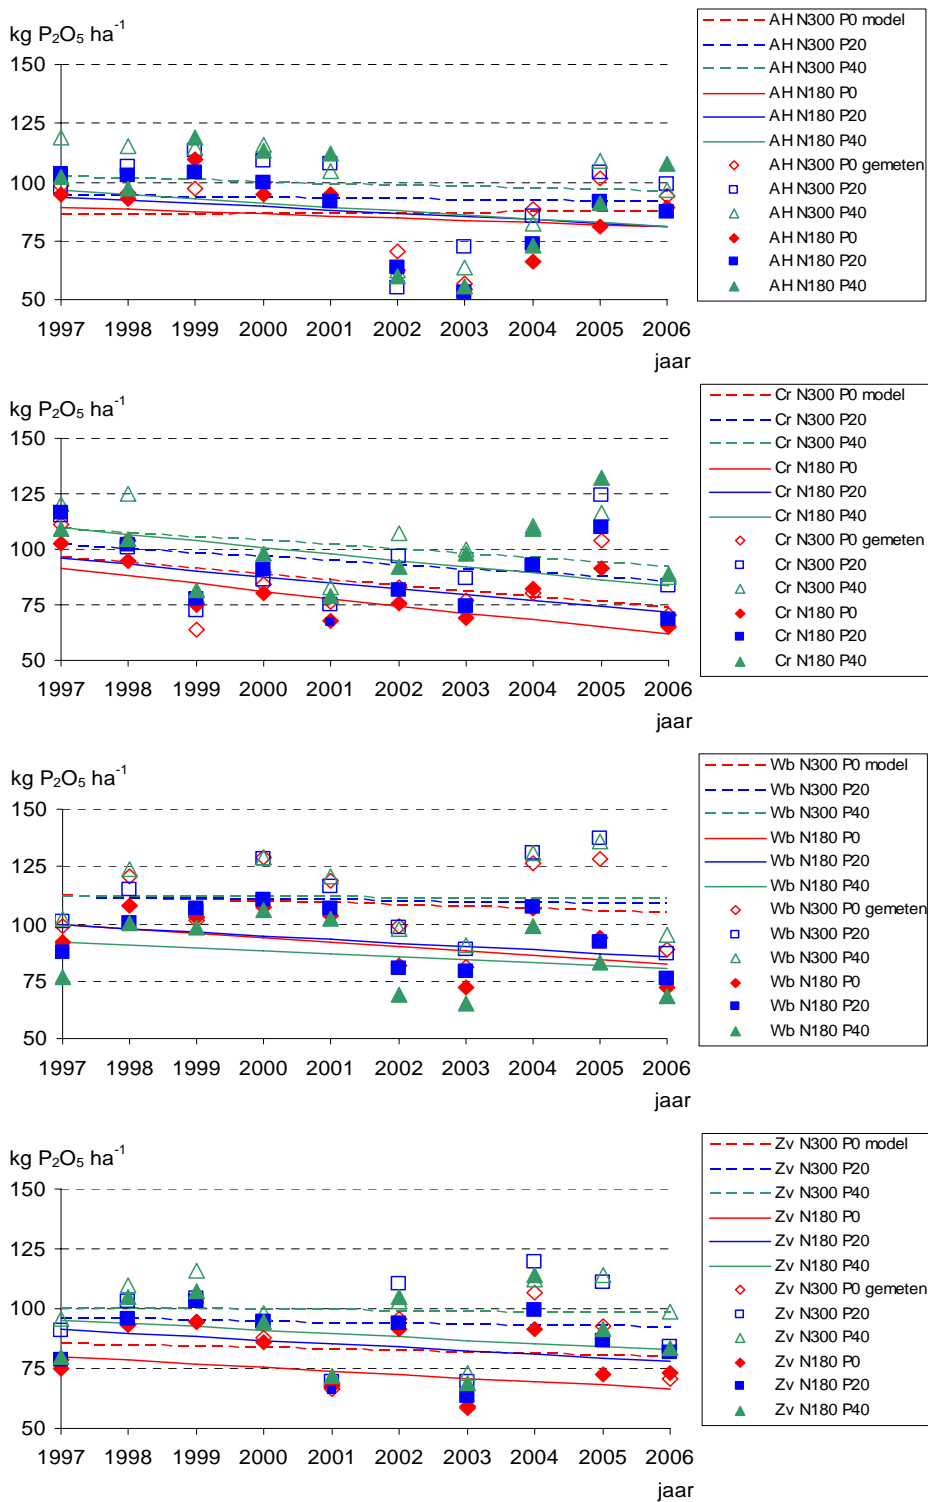 kg P₂O₅ ha⁻¹
150
125
100
75
50
1997 1998 1999 2000 2001 2002 2003 2004 2005 2006
jaar
AH N300 P0 model
AH N300 P20
AH N300 P40
AH N180 P0
AH N180 P20
AH N180 P40
AH N300 P0 gemeten
AH N300 P20
AH N300 P40
AH N180 P0
AH N180 P20
AH N180 P40
kg P₂O₅ ha⁻¹
150
125
100
75
50
1997 1998 1999 2000 2001 2002 2003 2004 2005 2006
jaar
Cr N300 P0 model
Cr N300 P20
Cr N300 P40
Cr N180 P0
Cr N180 P20
Cr N180 P40
Cr N300 P0 gemeten
Cr N300 P20
Cr N300 P40
Cr N180 P0
Cr N180 P20
Cr N180 P40
kg P₂O₅ ha⁻¹
150
125
100
75
50
1997 1998 1999 2000 2001 2002 2003 2004 2005 2006
jaar
Wb N300 P0 model
Wb N300 P20
Wb N300 P40
Wb N180 P0
Wb N180 P20
Wb N180 P40
Wb N300 P0 gemeten
Wb N300 P20
Wb N300 P40
Wb N180 P0
Wb N180 P20
Wb N180 P40
kg P₂O₅ ha⁻¹
150
125
100
75
50
1997 1998 1999 2000 2001 2002 2003 2004 2005 2006
jaar
Zv N300 P0 model
Zv N300 P20
Zv N300 P40
Zv N180 P0
Zv N180 P20
Zv N180 P40
Zv N300 P0 gemeten
Zv N300 P20
Zv N300 P40
Zv N180 P0
Zv N180 P20
Zv N180 P40